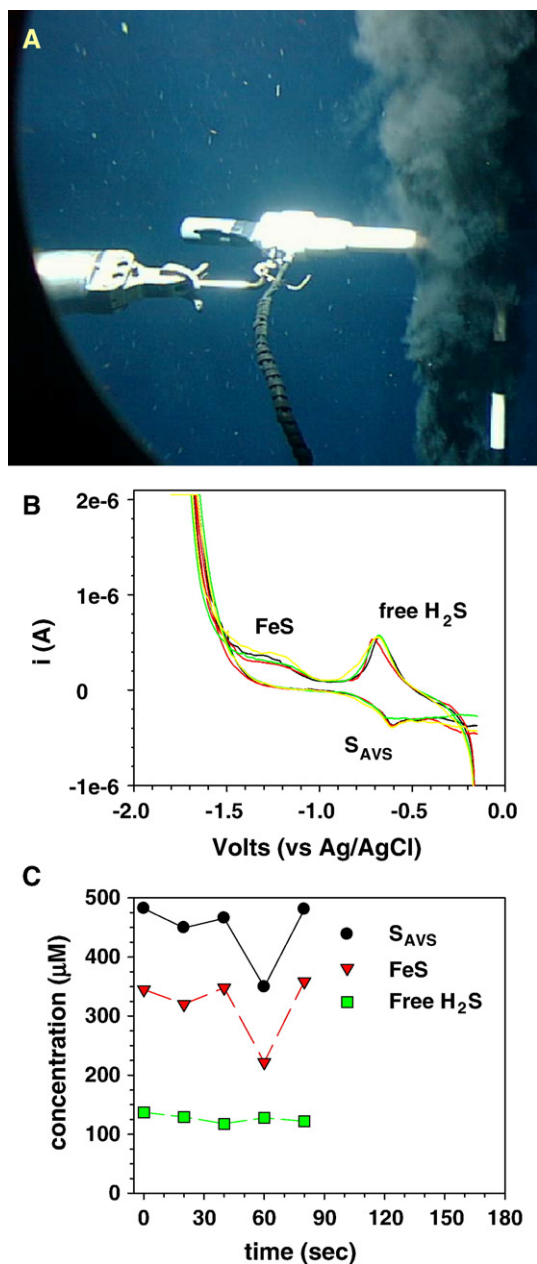 A
B
2e-6
1e-6
0
-1e-6
i (A)
FeS
free H₂S
S_AVS
-2.0 -1.5 -1.0 -0.5 0.0
Volts (vs Ag/AgCl)
C
500
400
300
200
100
0
concentration (μM)
S_AVS
FeS
Free H₂S
0 30 60 90 120 150 180
time (sec)